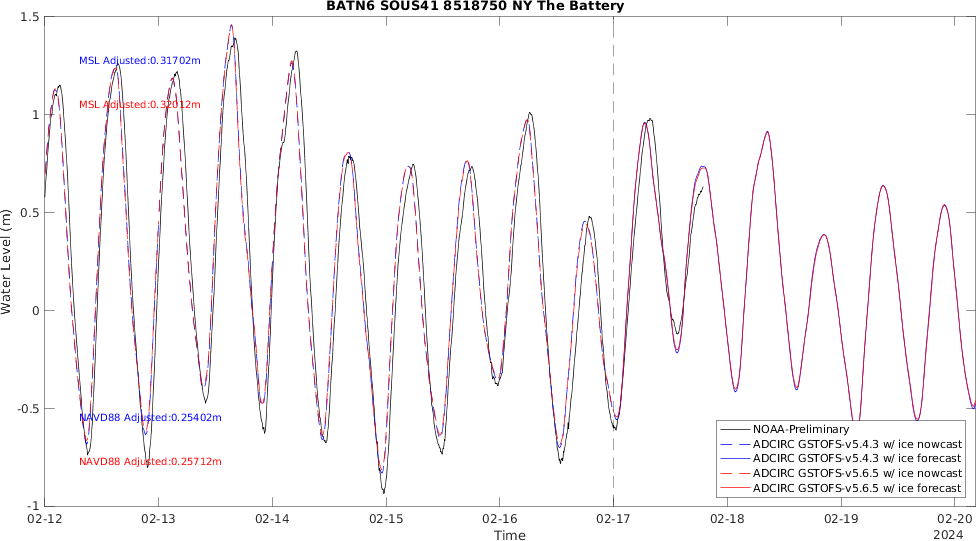 BATN6 SOUS41 8518750 NY The Battery
1.5
1
0.5
0
-0.5
-1
Water Level (m)
MSL Adjusted:0.31702m
MSL Adjusted:0.32012m
NAVD88 Adjusted:0.25402m
NAVD88 Adjusted:0.25712m
NOAA-Preliminary
ADCIRC GSTOFS-v5.4.3 w/ ice nowcast
ADCIRC GSTOFS-v5.4.3 w/ ice forecast
ADCIRC GSTOFS-v5.6.5 w/ ice nowcast
ADCIRC GSTOFS-v5.6.5 w/ ice forecast
02-12 02-13 02-14 02-15 02-16 02-17 02-18 02-19 02-20
2024
Time